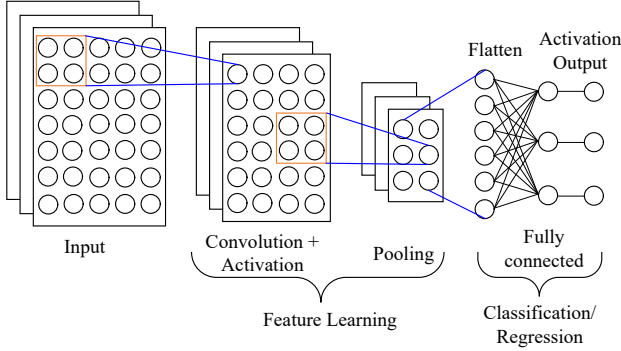 Flatten
Activation
Output
Input
Convolution +
Activation
Pooling
Fully
connected
Feature Learning
Classification/
Regression